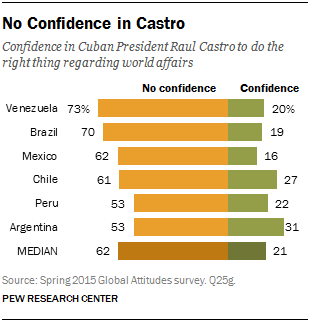 No Confidence in Castro
Confidence in Cuban President Raul Castro to do the
right thing regarding world affairs
No confidence Confidence
Venezuela 73% 20%
Brazil 70 19
Mexico 62 16
Chile 61 27
Peru 53 22
Argentina 53 31
MEDIAN 62 21
Source: Spring 2015 Global Attitudes survey. Q25g.
PEW RESEARCH CENTER